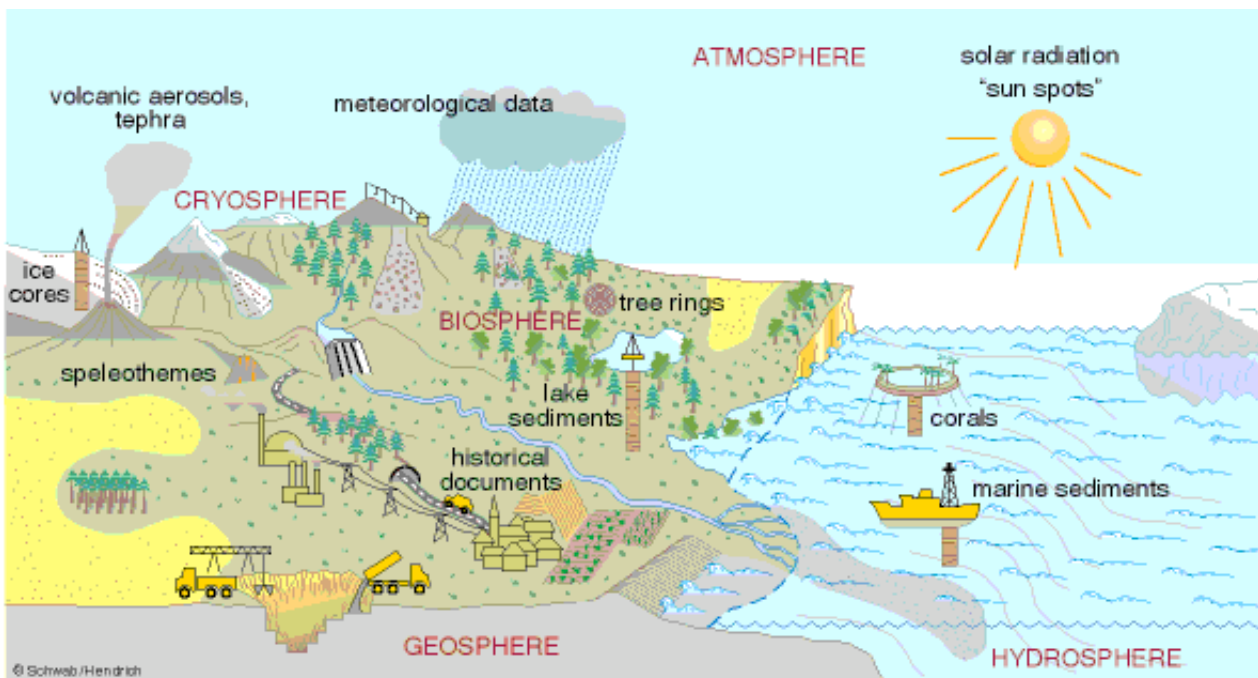 ATMOSPHERE
solar radiation
"sun spots"
volcanic aerosols,
tephra
meteorological data
CRYOSPHERE
ice
cores
tree rings
BIOSPHERE
speleothemes
lake
sediments
corals
historical
documents
marine sediments
GEOSPHERE
HYDROSPHERE
© Schwab/Hendrich